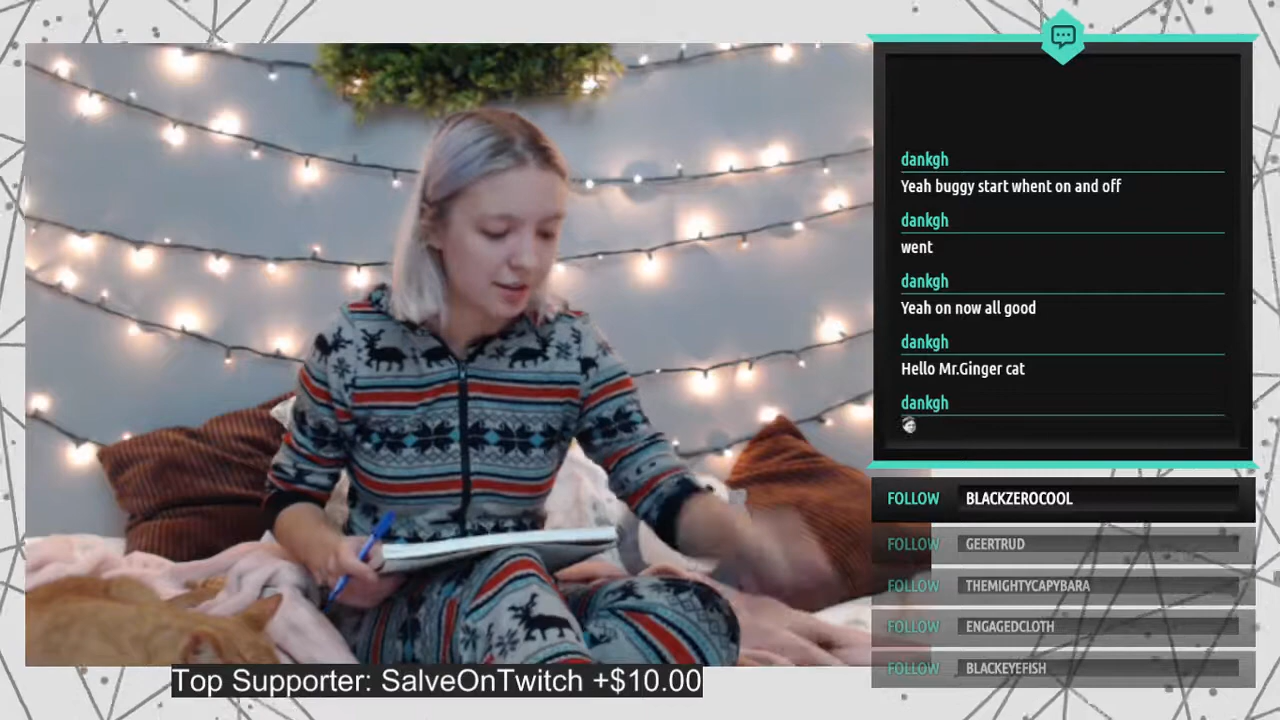 dankgh
Yeah buggy start whent on and off
dankgh
went
dankgh
Yeah on now all good
dankgh
Hello Mr.Ginger cat
dankgh
FOLLOW BLACKZEROCOOL
FOLLOW GEERTRUD
FOLLOW THEMIGHTYCAPYBARA
FOLLOW ENGAGEDCLOTH
FOLLOW BLACKEYEFISH
Top Supporter: SalveOnTwitch +$10.00